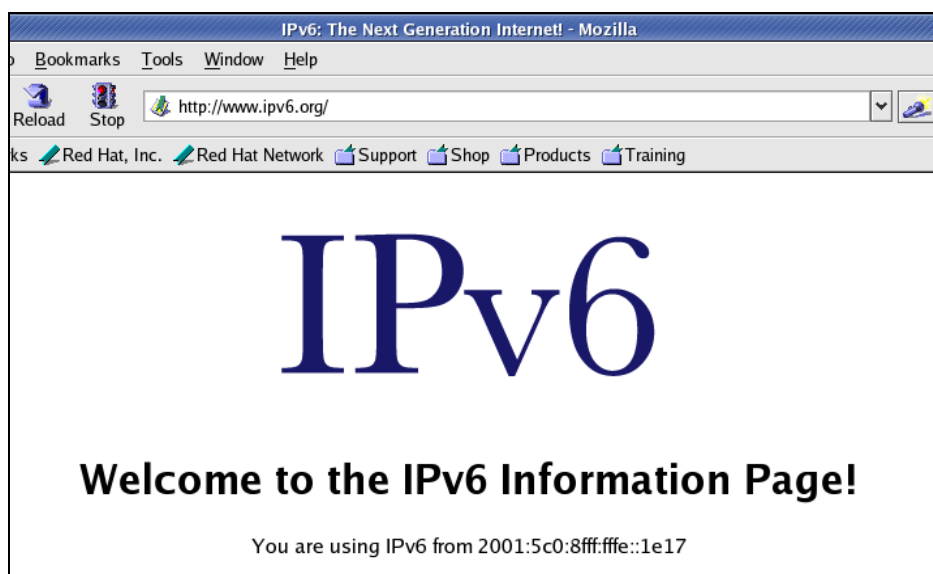 IPv6: The Next Generation Internet! - Mozilla
Bookmarks Tools Window Help
Reload Stop http://www.ipv6.org/
Red Hat, Inc. Red Hat Network Support Shop Products Training
IPv6
Welcome to the IPv6 Information Page!
You are using IPv6 from 2001:5c0:8fff:fffe::1e17